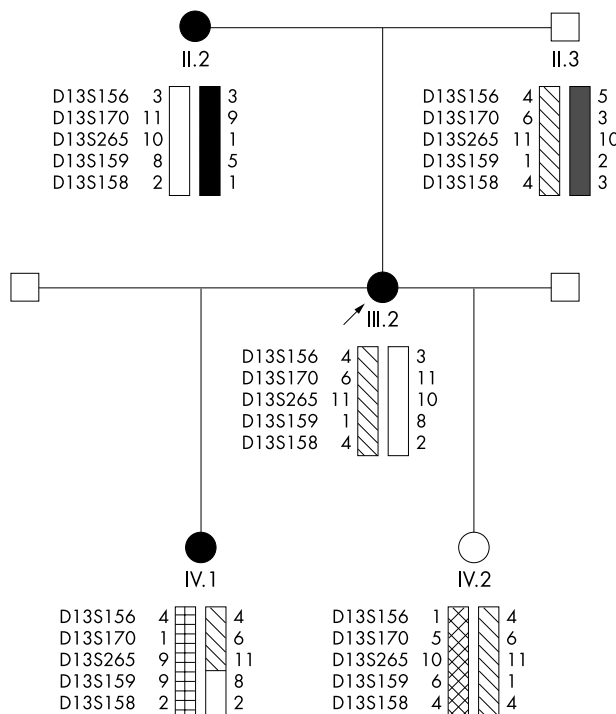 II.2 II.3
D13S156 3 3
D13S170 11 9
D13S265 10 1
D13S159 8 5
D13S158 2 1
D13S156 4 5
D13S170 6 3
D13S265 11 10
D13S159 1 2
D13S158 4 3
III.2
D13S156 4 3
D13S170 6 11
D13S265 11 10
D13S159 1 8
D13S158 4 2
IV.1 IV.2
D13S156 4 4
D13S170 1 6
D13S265 9 11
D13S159 9 8
D13S158 2 2
D13S156 1 4
D13S170 5 6
D13S265 10 11
D13S159 6 1
D13S158 4 4